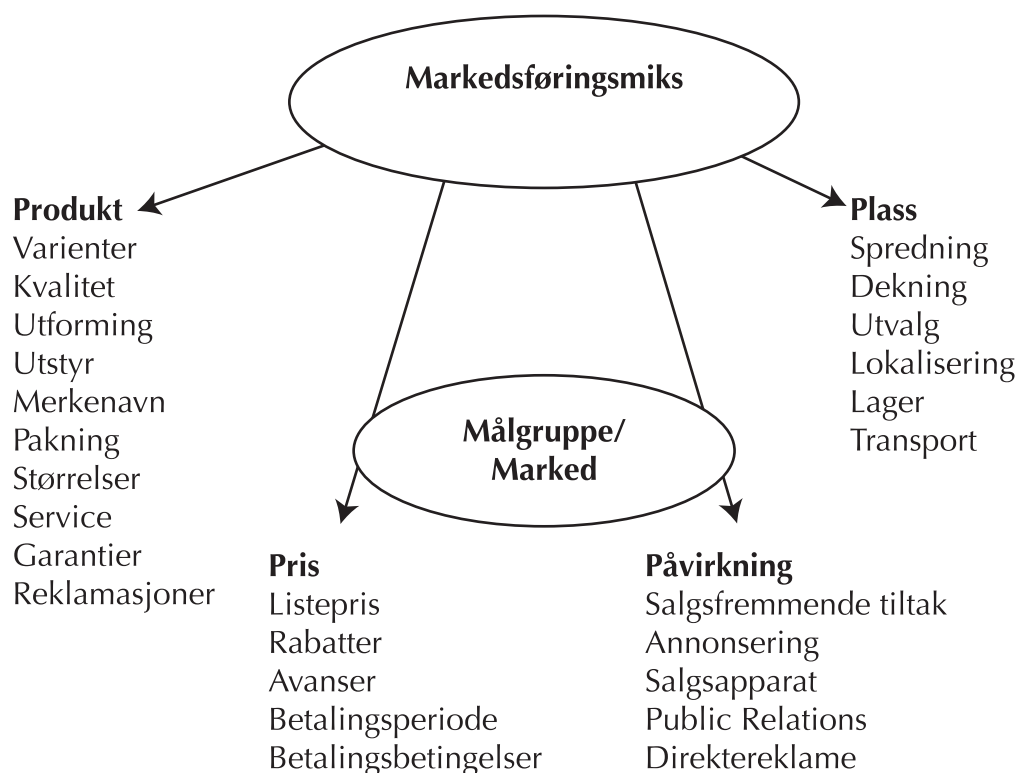 Markedsføringsmiks
Produkt
Varienter
Kvalitet
Utforming
Utstyr
Merkenavn
Pakning
Størrelser
Service
Garantier
Reklamasjoner
Plass
Spredning
Dekning
Utvalg
Lokalisering
Lager
Transport
Målgruppe/
Marked
Pris
Listepris
Rabatter
Avanser
Betalingsperiode
Betalingsbetingelser
Påvirkning
Salgsfremmende tiltak
Annonsering
Salgsapparat
Public Relations
Direktereklame